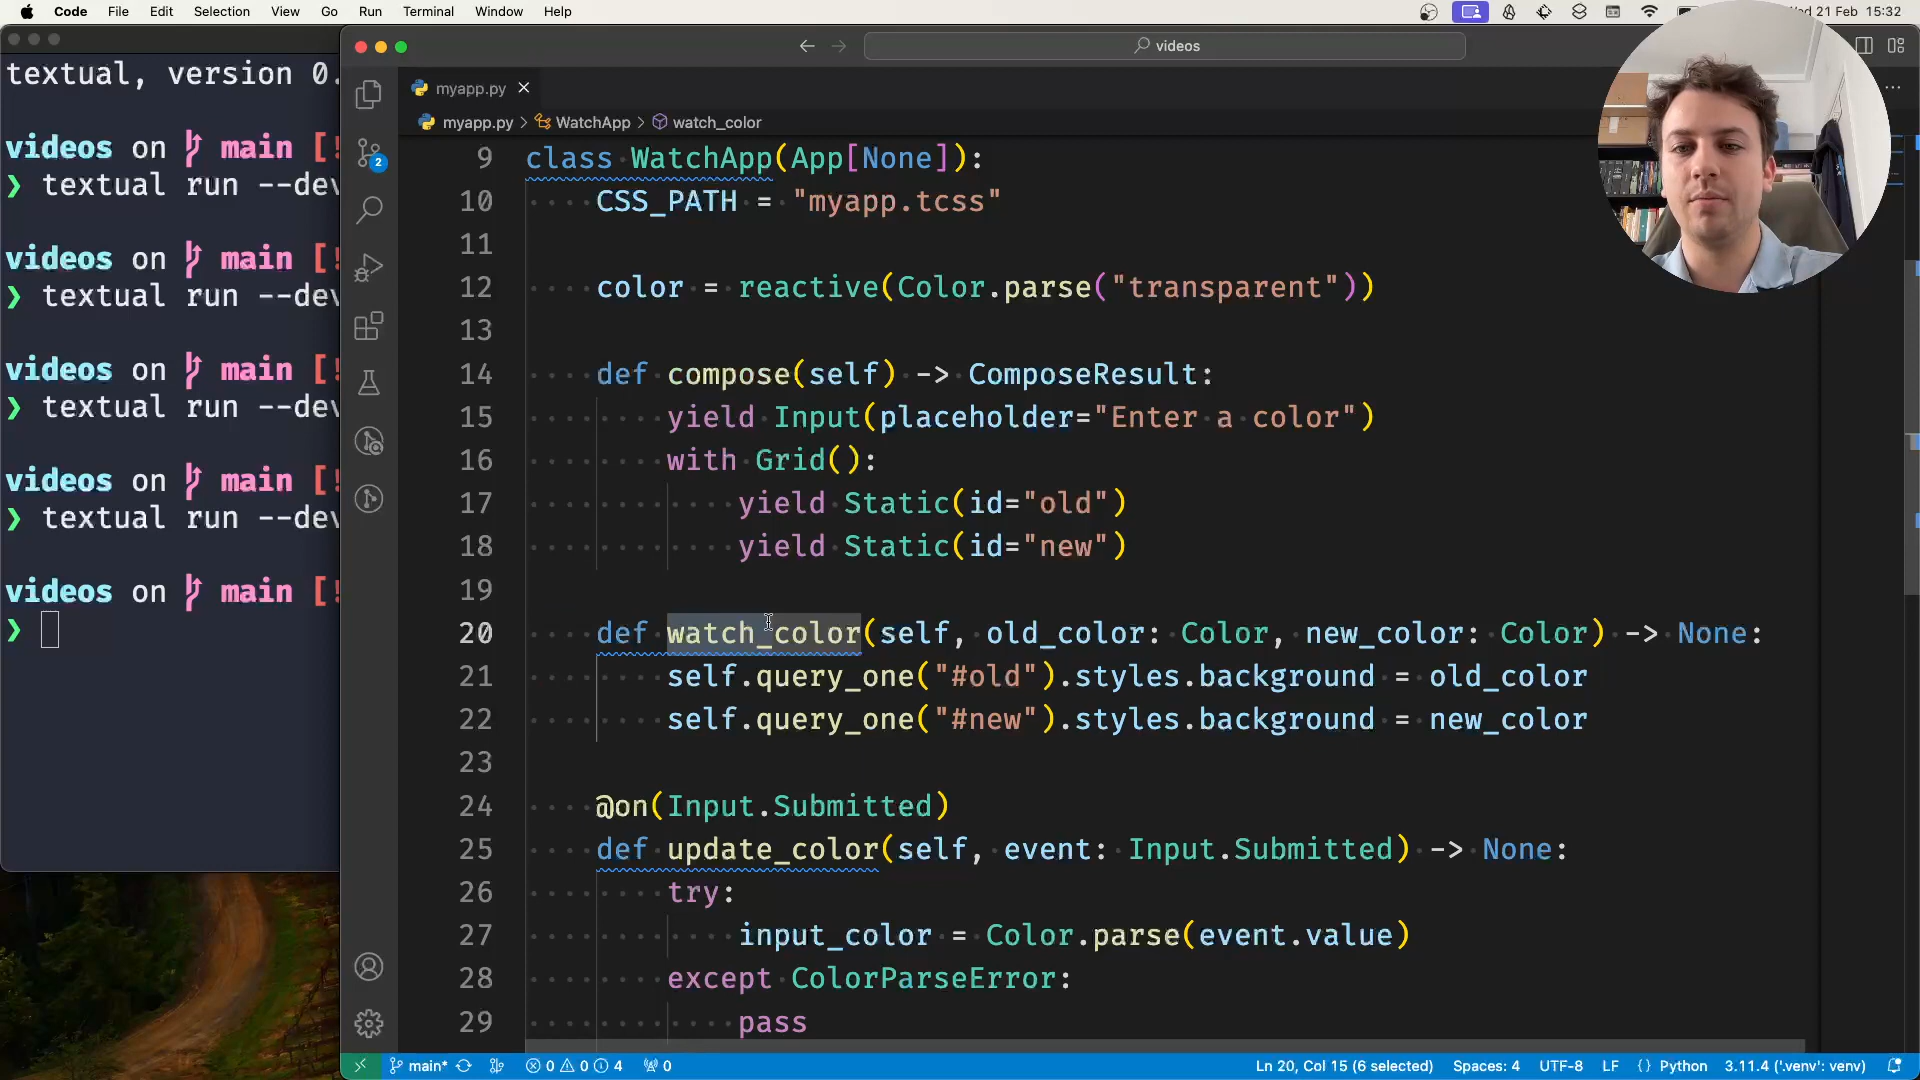 Code File Edit Selection View Go Run Terminal Window Help
21 Feb 15:32
textual, version 0.
videos on main [!
❯ textual run --dev
videos on main [!
❯ textual run --dev
videos on main [!
❯ textual run --dev
videos on main [!
❯ textual run --dev
videos on main [!
❯
videos
myapp.py
myapp.py > WatchApp > watch_color
9 class WatchApp(App[None]):
10 CSS_PATH = "myapp.tcss"
11
12 color = reactive(Color.parse("transparent"))
13
14 def compose(self) -> ComposeResult:
15 yield Input(placeholder="Enter a color")
16 with Grid():
17 yield Static(id="old")
18 yield Static(id="new")
19
20 def watch_color(self, old_color: Color, new_color: Color) -> None:
21 self.query_one("#old").styles.background = old_color
22 self.query_one("#new").styles.background = new_color
23
24 @on(Input.Submitted)
25 def update_color(self, event: Input.Submitted) -> None:
26 try:
27 input_color = Color.parse(event.value)
28 except ColorParseError:
29 pass
2
main* 0 0 4 0 Ln 20, Col 15 (6 selected) Spaces: 4 UTF-8 LF {} Python 3.11.4 ('.venv': venv)